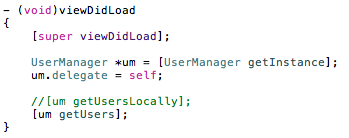 - (void)viewDidLoad
{
    [super viewDidLoad];

    UserManager *um = [UserManager getInstance];
    um.delegate = self;

    //[um getUsersLocally];
    [um getUsers];
}